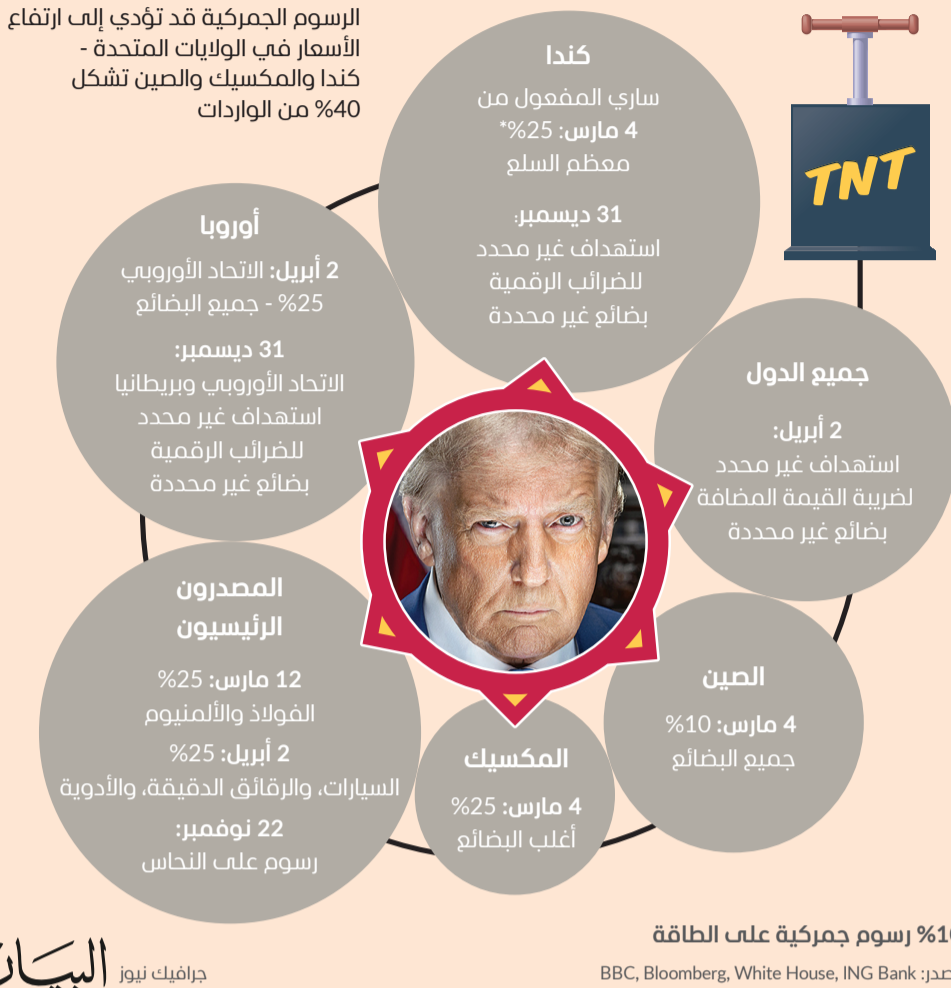 الرسوم الجمركية قد تؤدي إلى ارتفاع
الأسعار في الولايات المتحدة -
كندا والمكسيك والصين تشكل
40% من الواردات
TNT
كندا
ساري المفعول من
4 مارس: 25%*
معظم السلع
31 ديسمبر:
استهداف غير محدد
للضرائب الرقمية
بضائع غير محددة
أوروبا
2 أبريل: الاتحاد الأوروبي
25% - جميع البضائع
31 ديسمبر:
الاتحاد الأوروبي وبريطانيا
استهداف غير محدد
للضرائب الرقمية
بضائع غير محددة
جميع الدول
2 أبريل:
استهداف غير محدد
لضريبة القيمة المضافة
بضائع غير محددة
المصدرون
الرئيسيون
12 مارس: 25%
الفولاذ والألمنيوم
2 أبريل: 25%
السيارات، والرقائق الدقيقة، والأدوية
22 نوفمبر:
رسوم على النحاس
المكسيك
4 مارس: 25%
أغلب البضائع
الصين
4 مارس: 10%
جميع البضائع
10% رسوم جمركية على الطاقة
BBC, Bloomberg, White House, ING Bank
جرافيك نيوز
البيان